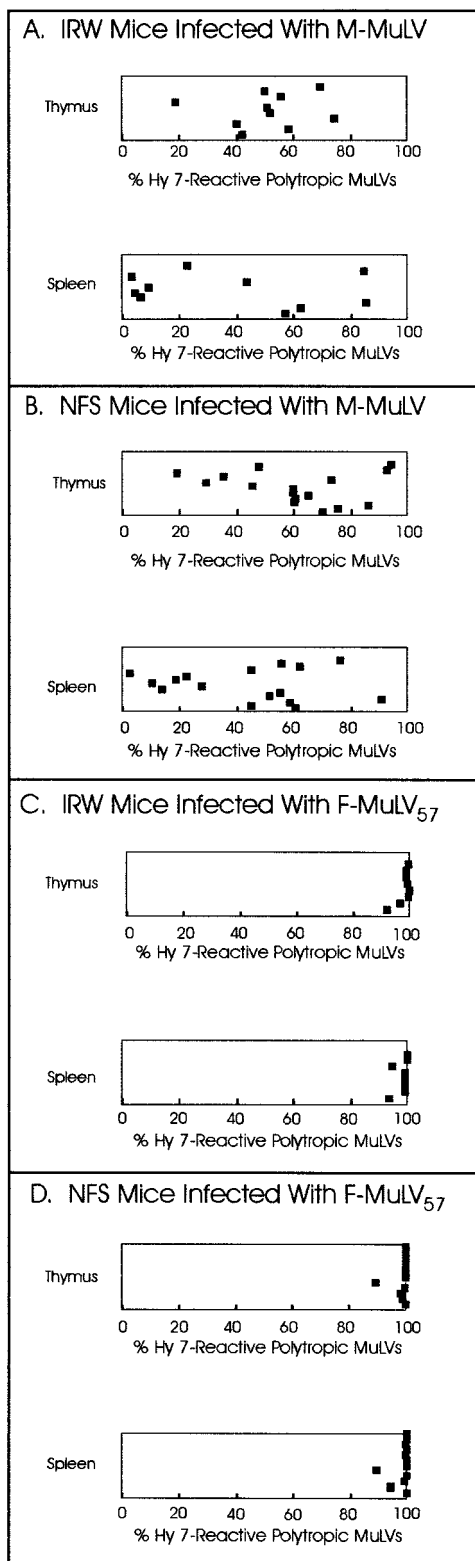 A. IRW Mice Infected With M-MuLV
Thymus
0 20 40 60 80 100
% Hy 7-Reactive Polytropic MuLVs
Spleen
0 20 40 60 80 100
% Hy 7-Reactive Polytropic MuLVs
B. NFS Mice Infected With M-MuLV
Thymus
0 20 40 60 80 100
% Hy 7-Reactive Polytropic MuLVs
Spleen
0 20 40 60 80 100
% Hy 7-Reactive Polytropic MuLVs
C. IRW Mice Infected With F-MuLV57
Thymus
0 20 40 60 80 100
% Hy 7-Reactive Polytropic MuLVs
Spleen
0 20 40 60 80 100
% Hy 7-Reactive Polytropic MuLVs
D. NFS Mice Infected With F-MuLV57
Thymus
0 20 40 60 80 100
% Hy 7-Reactive Polytropic MuLVs
Spleen
0 20 40 60 80 100
% Hy 7-Reactive Polytropic MuLVs